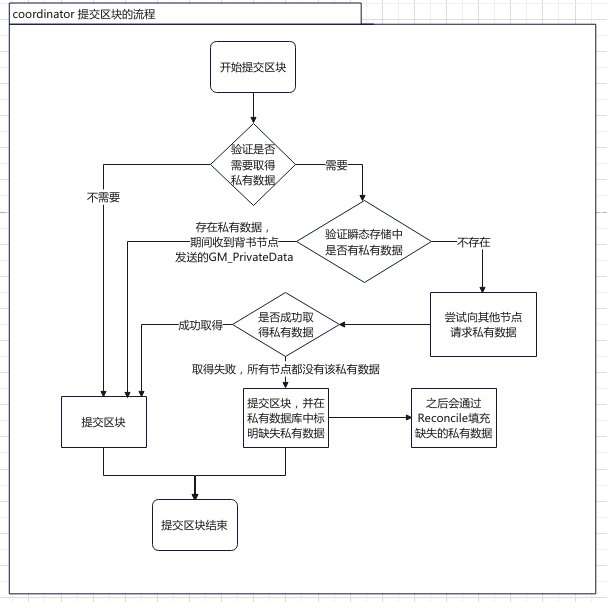 coordinator 提交区块的流程
开始提交区块
验证是否
需要取得
私有数据
不需要
需要
存在私有数据，
期间收到背书节点
发送的GM_PrivateData
验证瞬态存储中
是否有私有数据
不存在
成功取得
是否成功取
得私有数据
尝试向其他节点
请求私有数据
取得失败，所有节点都没有该私有数据
提交区块
提交区块，并在
私有数据库中标
明缺失私有数据
之后会通过
Reconcile填充
缺失的私有数据
提交区块结束